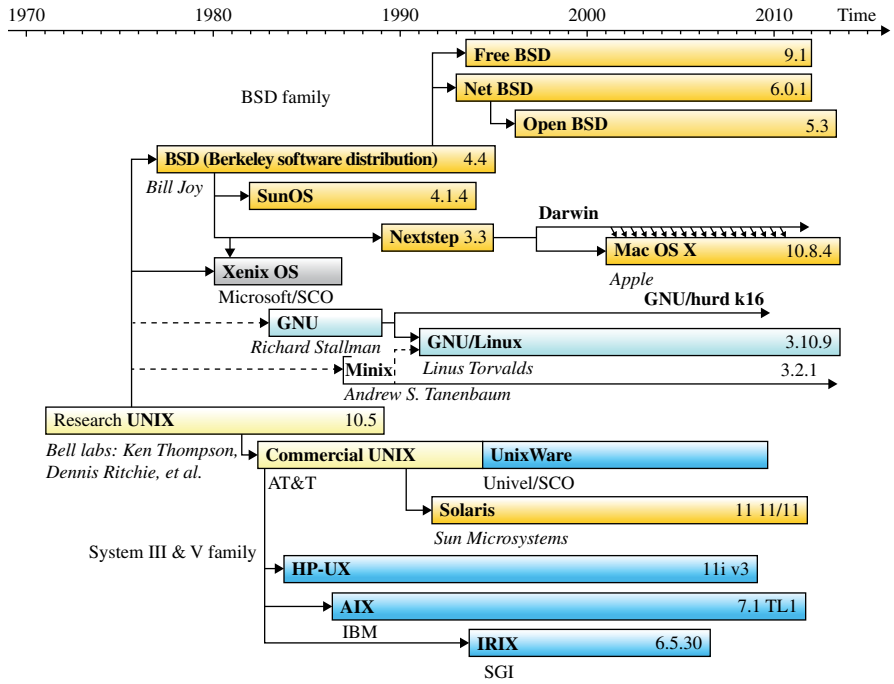 1970 1980 1990 2000 2010 Time
Free BSD 9.1
BSD family
Net BSD 6.0.1
Open BSD 5.3
BSD (Berkeley software distribution) 4.4
Bill Joy
SunOS 4.1.4
Darwin
Nextstep 3.3
Mac OS X 10.8.4
Apple
Xenix OS
Microsoft/SCO
GNU/hurd k16
GNU
Richard Stallman
GNU/Linux 3.10.9
Linus Torvalds
Minix 3.2.1
Andrew S. Tanenbaum
Research UNIX 10.5
Bell labs: Ken Thompson,
Dennis Ritchie, et al.
Commercial UNIX UnixWare
AT&T
Univel/SCO
Solaris 11 11/11
Sun Microsystems
System III & V family
HP-UX 11i v3
AIX 7.1 TL1
IBM
IRIX 6.5.30
SGI